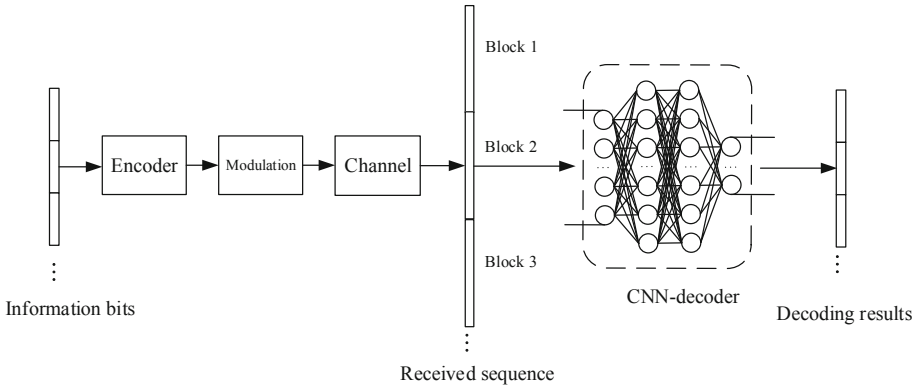 Block 1
Encoder
Modulation
Channel
Block 2
Block 3
CNN-decoder
Information bits
Decoding results
Received sequence